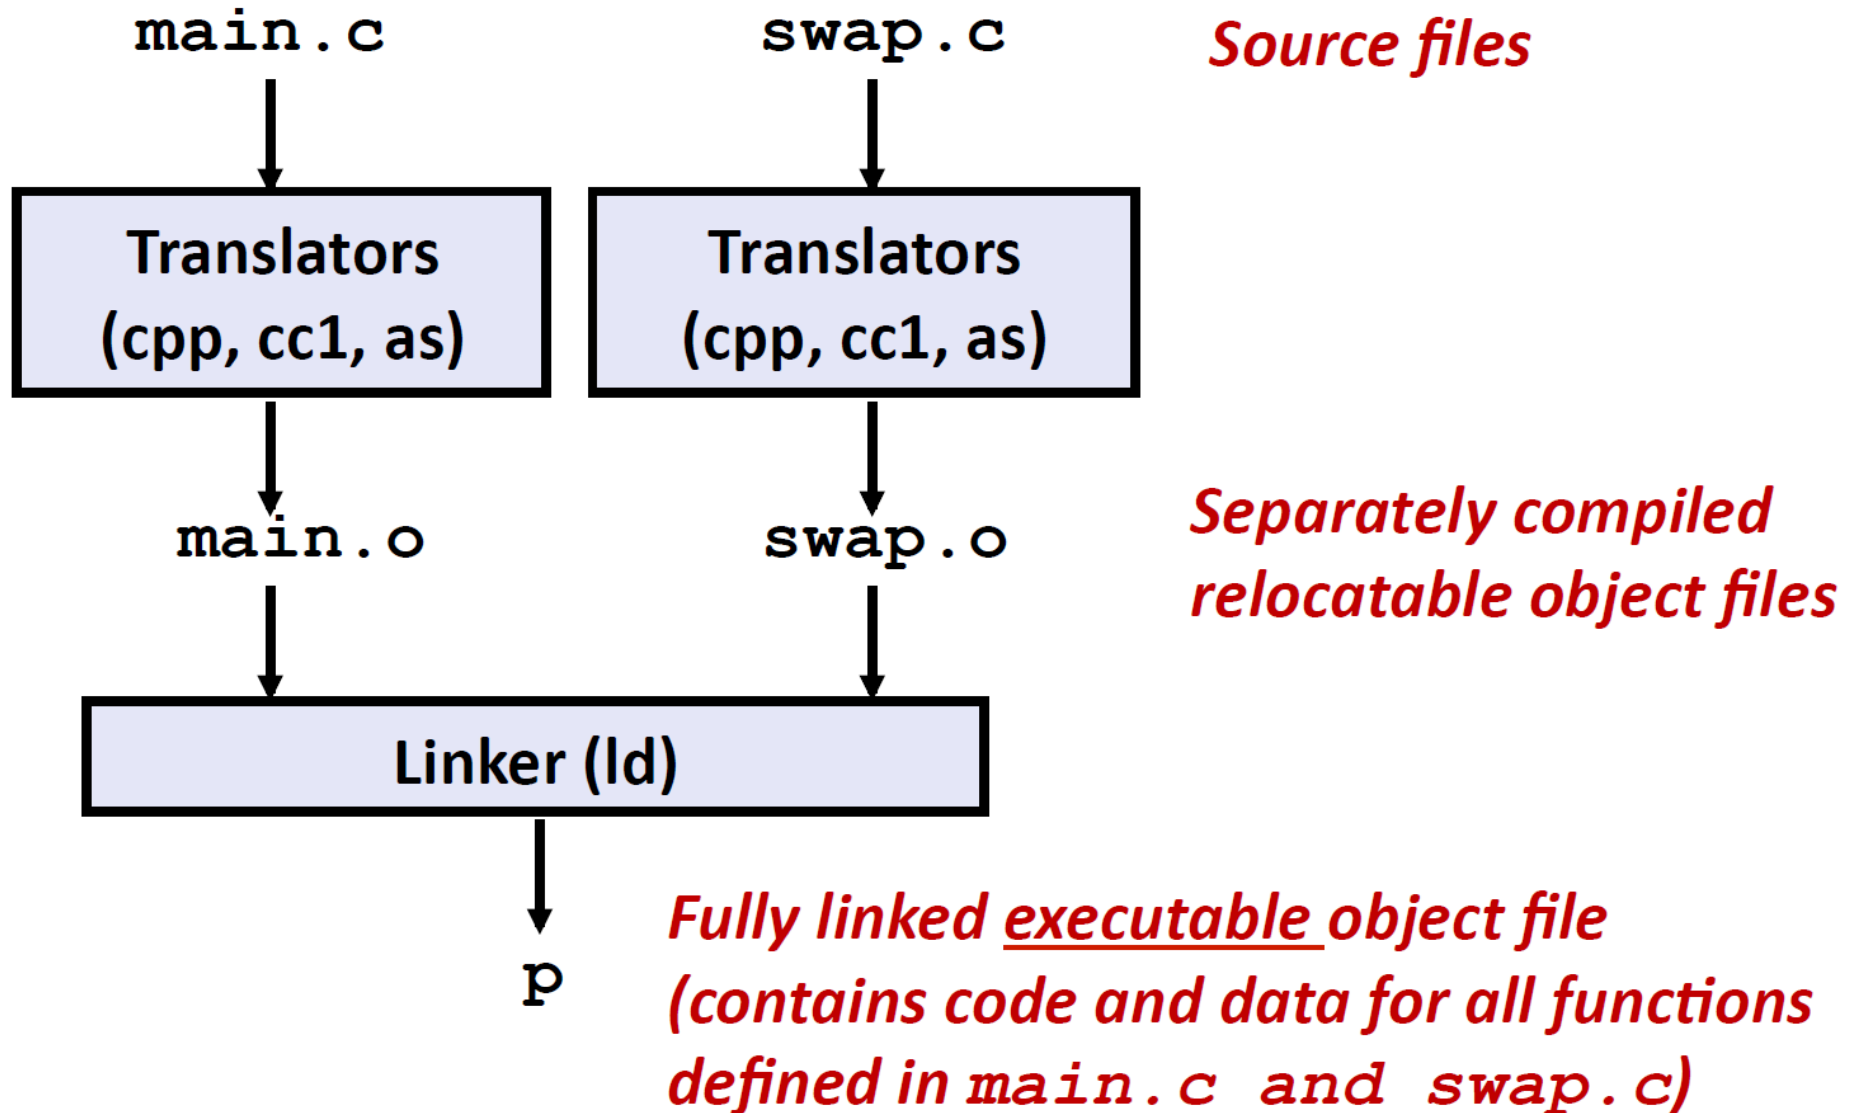 main.c
swap.c
Source files
Translators
(cpp, cc1, as)
Translators
(cpp, cc1, as)
main.o
swap.o
Separately compiled
relocatable object files
Linker (ld)
p
Fully linked executable object file
(contains code and data for all functions
defined in main.c and swap.c)